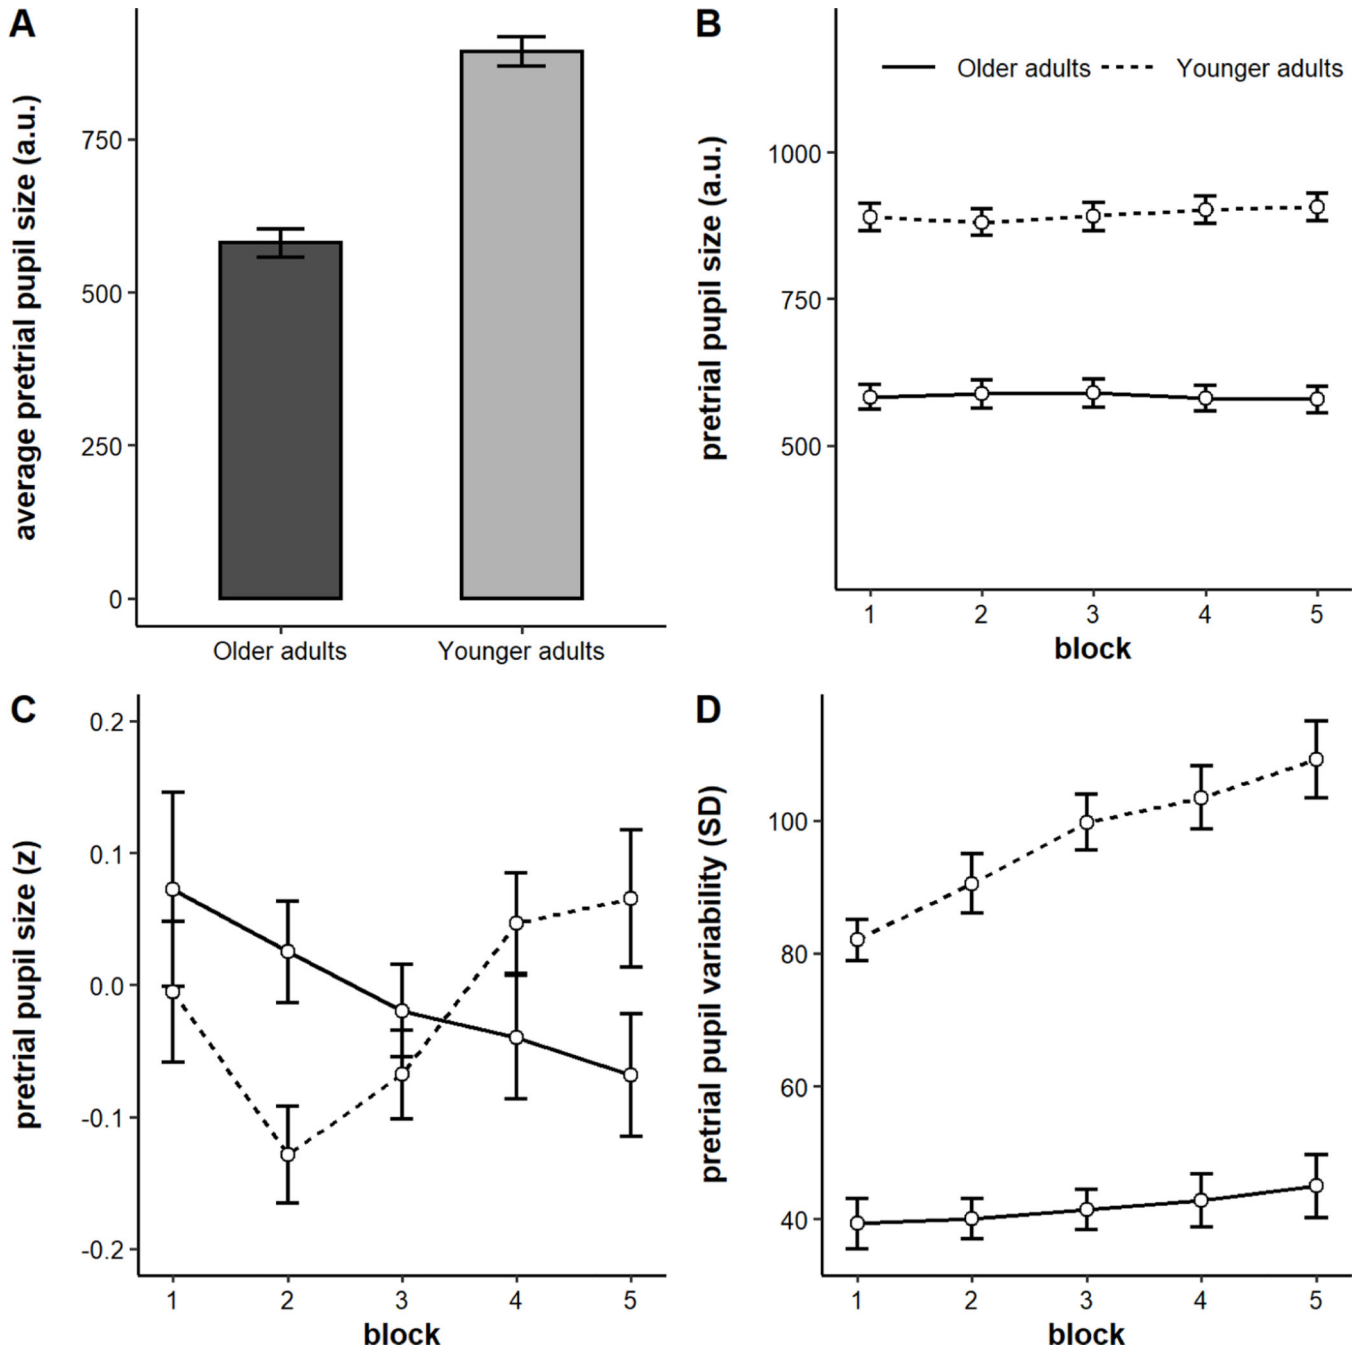 A
average pretrial pupil size (a.u.)
750
500
250
0
Older adults Younger adults
B
Older adults Younger adults
pretrial pupil size (a.u.)
1000
750
500
1 2 3 4 5
block
C
pretrial pupil size (z)
0.2
0.1
0.0
-0.1
-0.2
1 2 3 4 5
block
D
pretrial pupil variability (SD)
100
80
60
40
1 2 3 4 5
block